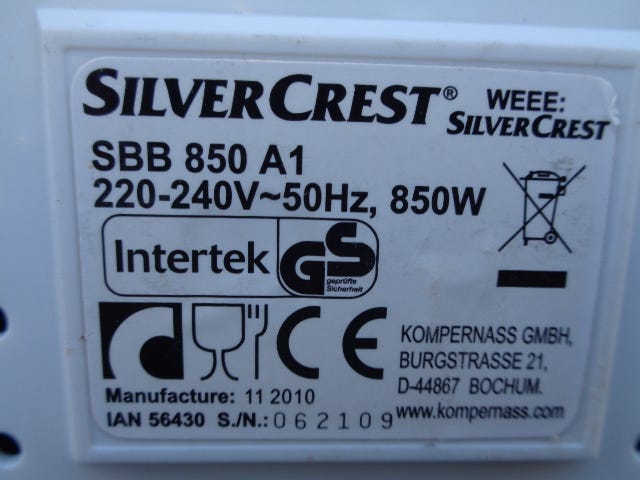 SILVERCREST® WEEE:
SILVERCREST
SBB 850 A1
220-240V~50Hz, 850W
Intertek GS
geprüfte
Sicherheit
CE
KOMPERNASS GMBH,
BURGSTRASSE 21,
D-44867 BOCHUM.
www.kompernass.com
Manufacture: 11 2010
IAN 56430 S./N.: 062109